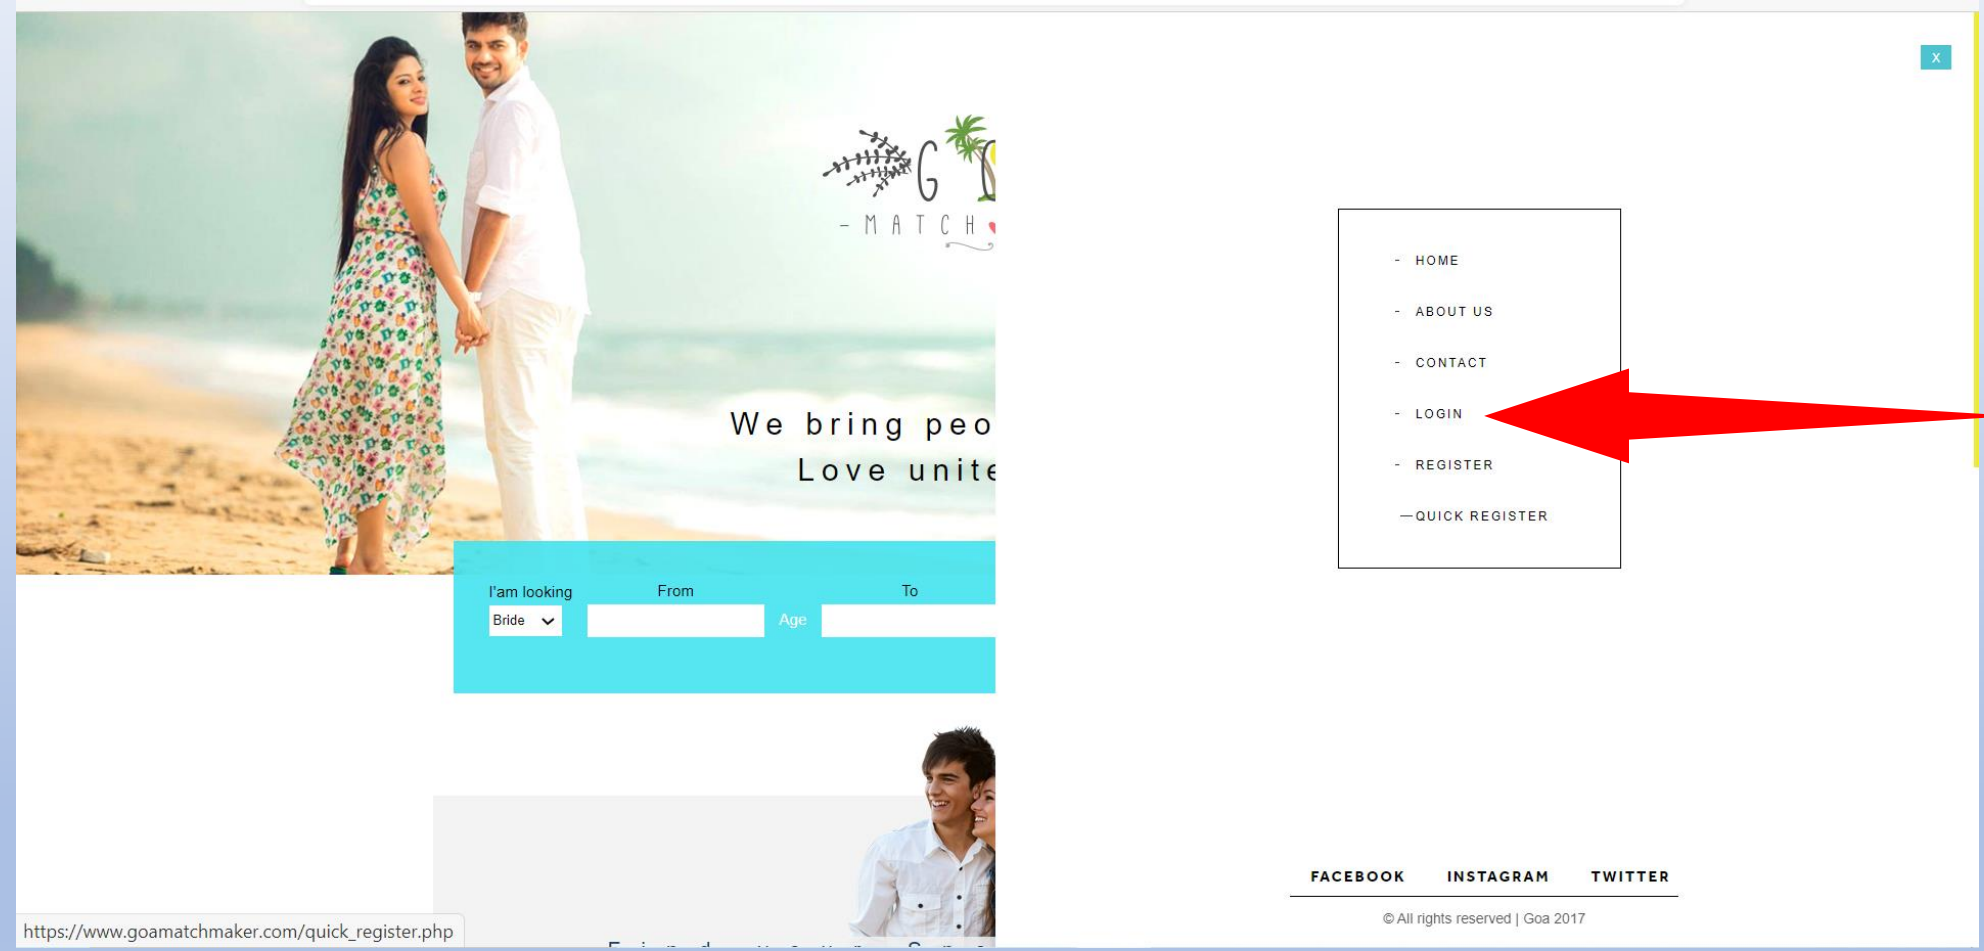 X
G
- MATCH
- HOME
- ABOUT US
- CONTACT
- LOGIN
- REGISTER
—QUICK REGISTER
We bring peo
Love unite
I'am looking From To
Bride Age
FACEBOOK INSTAGRAM TWITTER
© All rights reserved | Goa 2017
https://www.goamatchmaker.com/quick_register.php